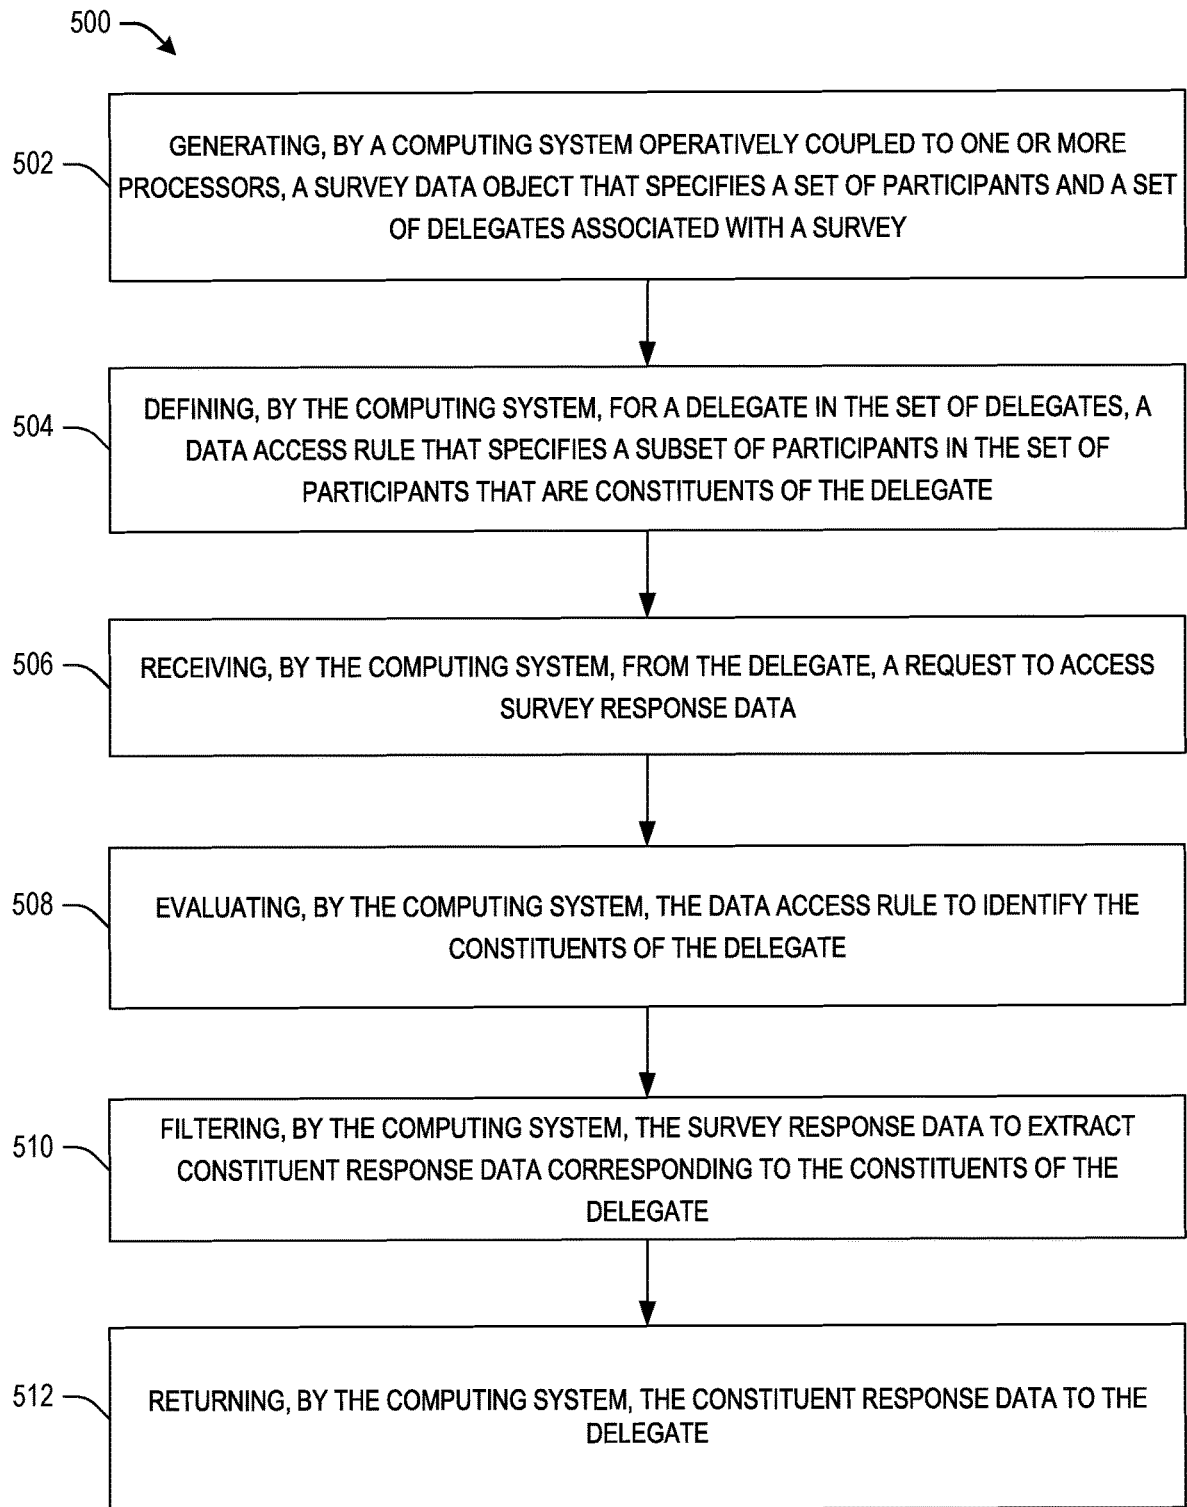 500
502
GENERATING, BY A COMPUTING SYSTEM OPERATIVELY COUPLED TO ONE OR MORE
PROCESSORS, A SURVEY DATA OBJECT THAT SPECIFIES A SET OF PARTICIPANTS AND A SET
OF DELEGATES ASSOCIATED WITH A SURVEY
504
DEFINING, BY THE COMPUTING SYSTEM, FOR A DELEGATE IN THE SET OF DELEGATES, A
DATA ACCESS RULE THAT SPECIFIES A SUBSET OF PARTICIPANTS IN THE SET OF
PARTICIPANTS THAT ARE CONSTITUENTS OF THE DELEGATE
506
RECEIVING, BY THE COMPUTING SYSTEM, FROM THE DELEGATE, A REQUEST TO ACCESS
SURVEY RESPONSE DATA
508
EVALUATING, BY THE COMPUTING SYSTEM, THE DATA ACCESS RULE TO IDENTIFY THE
CONSTITUENTS OF THE DELEGATE
510
FILTERING, BY THE COMPUTING SYSTEM, THE SURVEY RESPONSE DATA TO EXTRACT
CONSTITUENT RESPONSE DATA CORRESPONDING TO THE CONSTITUENTS OF THE
DELEGATE
512
RETURNING, BY THE COMPUTING SYSTEM, THE CONSTITUENT RESPONSE DATA TO THE
DELEGATE